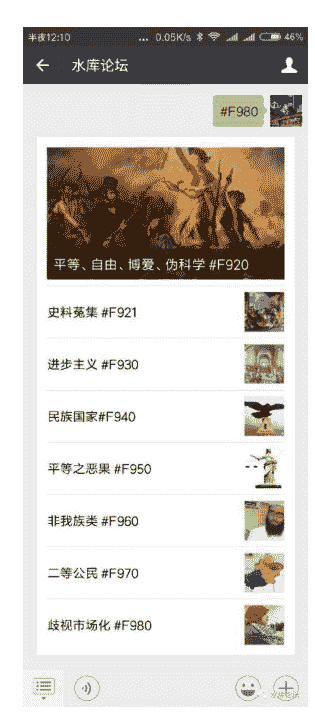 半夜12:10 ... 0.05K/s 46%
水库论坛
#F980
平等、自由、博爱、伪科学 #F920
史料蒐集 #F921
进步主义 #F930
民族国家#F940
平等之恶果 #F950
非我族类 #F960
二等公民 #F970
歧视市场化 #F980